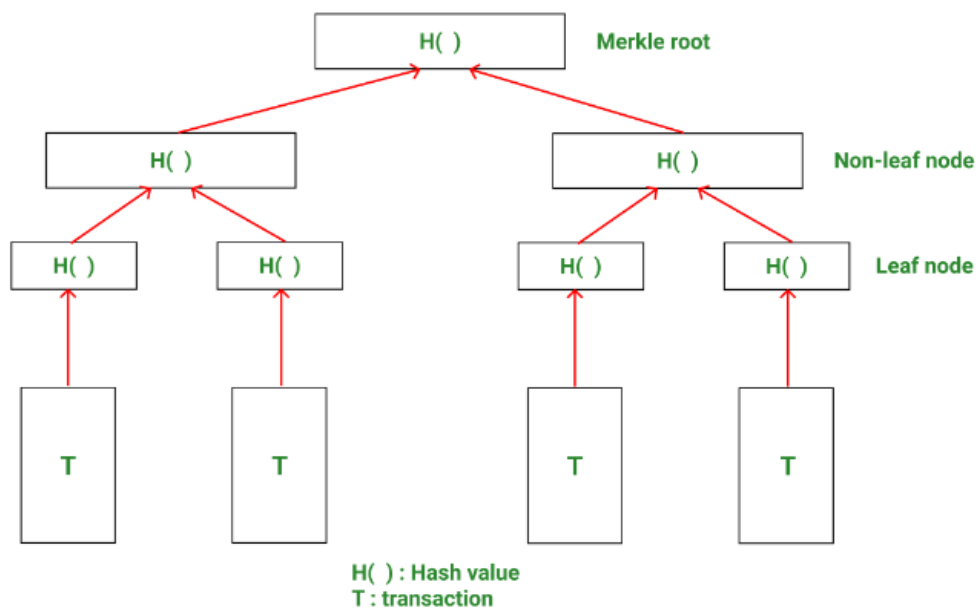 H( ) Merkle root
H( ) H( ) Non-leaf node
H( ) H( ) H( ) H( ) Leaf node
T T T T
H( ) : Hash value
T : transaction